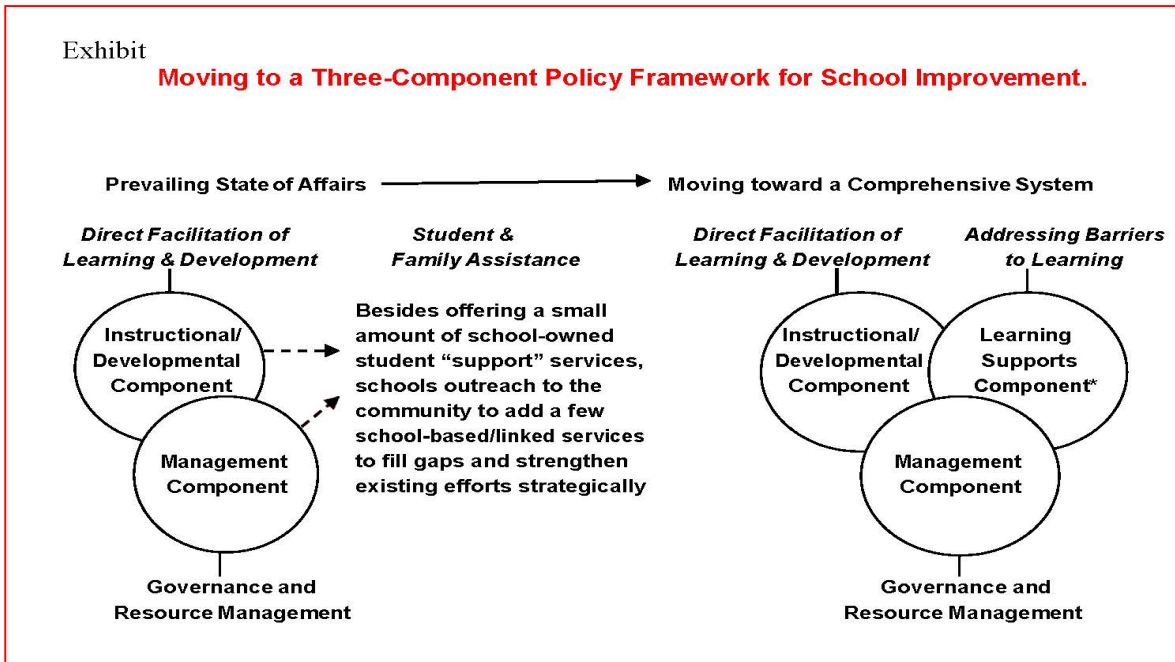 Exhibit
Moving to a Three-Component Policy Framework for School Improvement.
Prevailing State of Affairs
Moving toward a Comprehensive System
Direct Facilitation of
Learning & Development
Student &
Family Assistance
Instructional/
Developmental
Component
Management
Component
Besides offering a small
amount of school-owned
student “support” services,
schools outreach to the
community to add a few
school-based/linked services
to fill gaps and strengthen
existing efforts strategically
Governance and
Resource Management
Direct Facilitation of
Learning & Development
Addressing Barriers
to Learning
Instructional/
Developmental
Component
Learning
Supports
Component*
Management
Component
Governance and
Resource Management